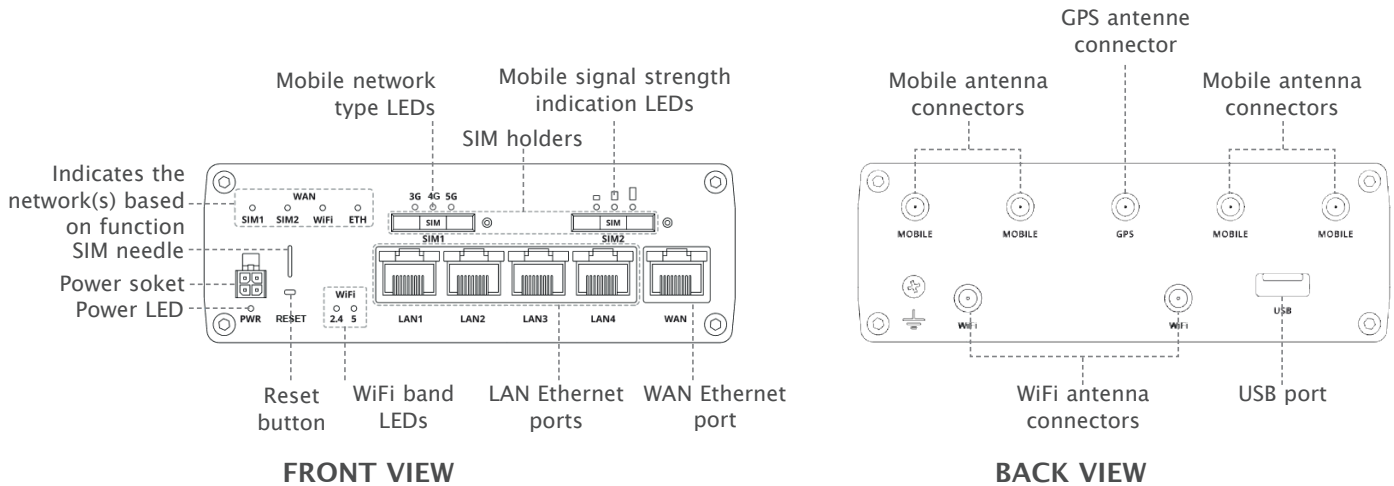 Mobile network
type LEDs
Mobile signal strength
indication LEDs
SIM holders
Indicates the
network(s) based
on function
SIM needle
Power soket
Power LED
WAN
SIM1 SIM2 WiFi ETH
3G 4G 5G
SIM
SIM1
SIM
SIM2
PWR
RESET
WiFi
2.4 5
LAN1 LAN2 LAN3 LAN4 WAN
Reset
button
WiFi band
LEDs
LAN Ethernet
ports
WAN Ethernet
port
FRONT VIEW
GPS antenne
connector
Mobile antenna
connectors
Mobile antenna
connectors
MOBILE MOBILE GPS MOBILE MOBILE
WiFi WiFi
USB
WiFi antenna
connectors
USB port
BACK VIEW